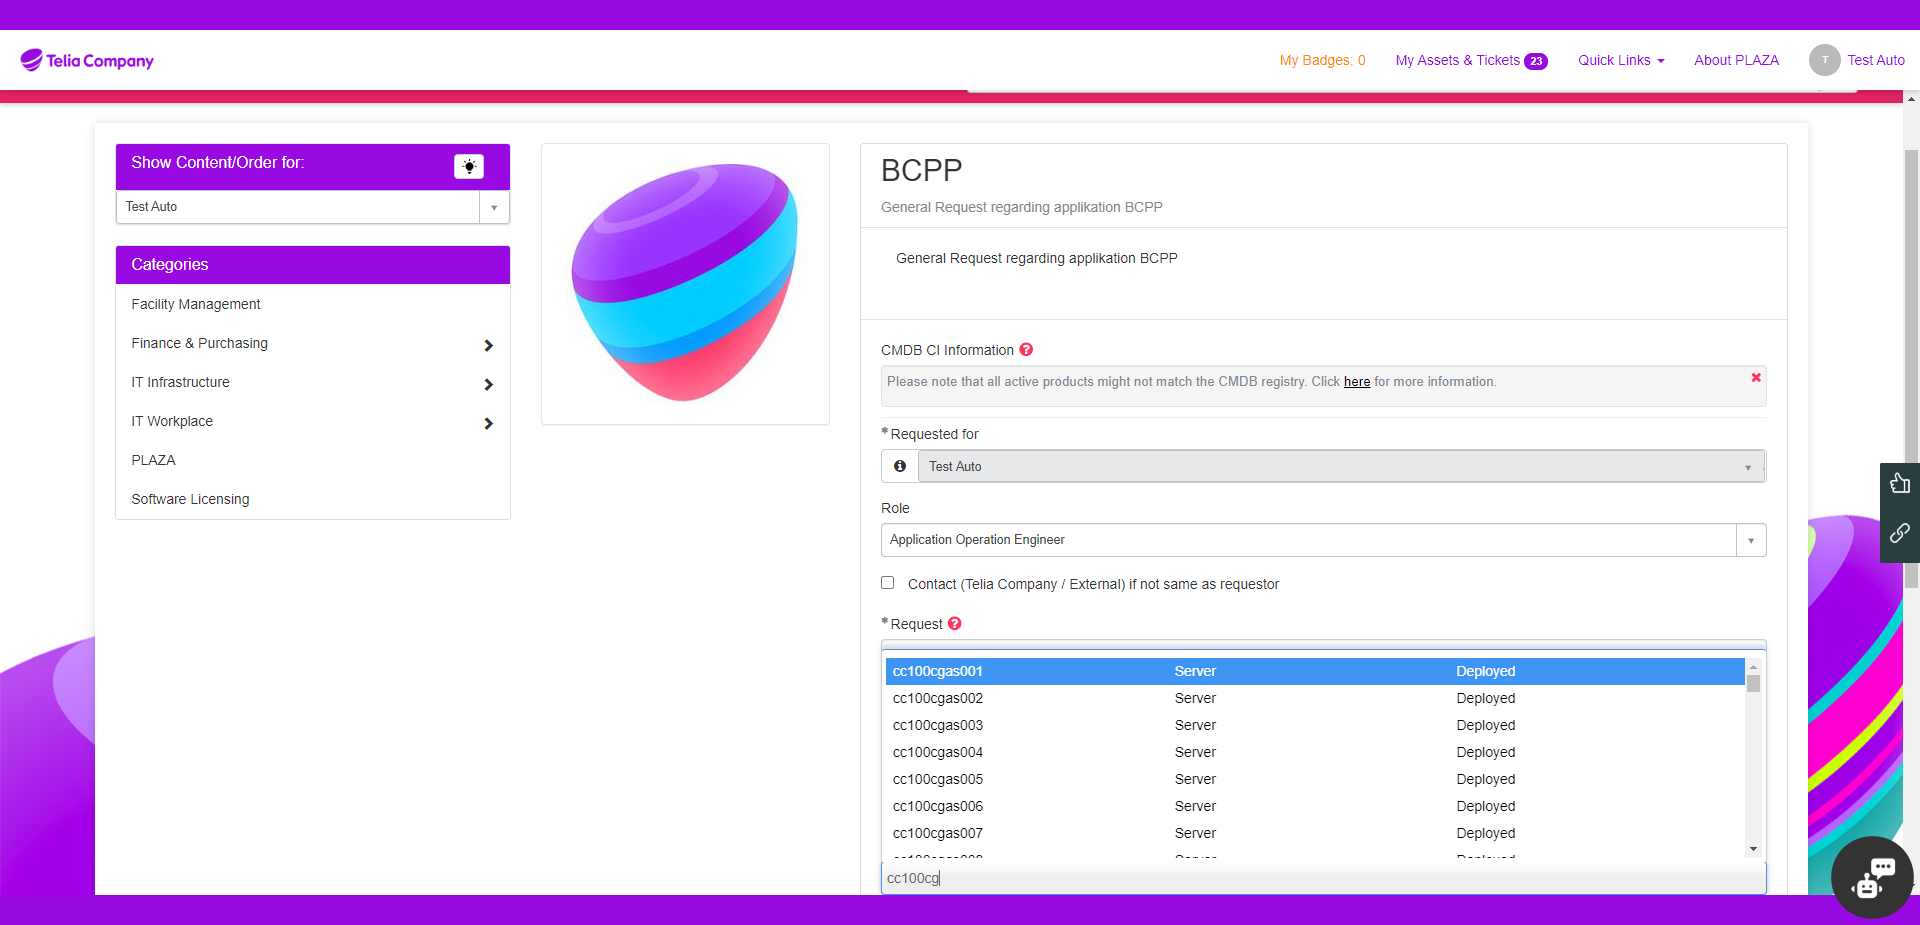 Telia Company
My Badges: 0
My Assets & Tickets 23
Quick Links
About PLAZA
T
Test Auto
Show Content/Order for:
Test Auto
Categories
Facility Management
Finance & Purchasing
IT Infrastructure
IT Workplace
PLAZA
Software Licensing
BCPP
General Request regarding applikation BCPP
General Request regarding applikation BCPP
CMDB CI Information
Please note that all active products might not match the CMDB registry. Click here for more information.
*Requested for
Test Auto
Role
Application Operation Engineer
Contact (Telia Company / External) if not same as requestor
*Request
cc100cgas001 Server Deployed
cc100cgas002 Server Deployed
cc100cgas003 Server Deployed
cc100cgas004 Server Deployed
cc100cgas005 Server Deployed
cc100cgas006 Server Deployed
cc100cgas007 Server Deployed
cc100cg